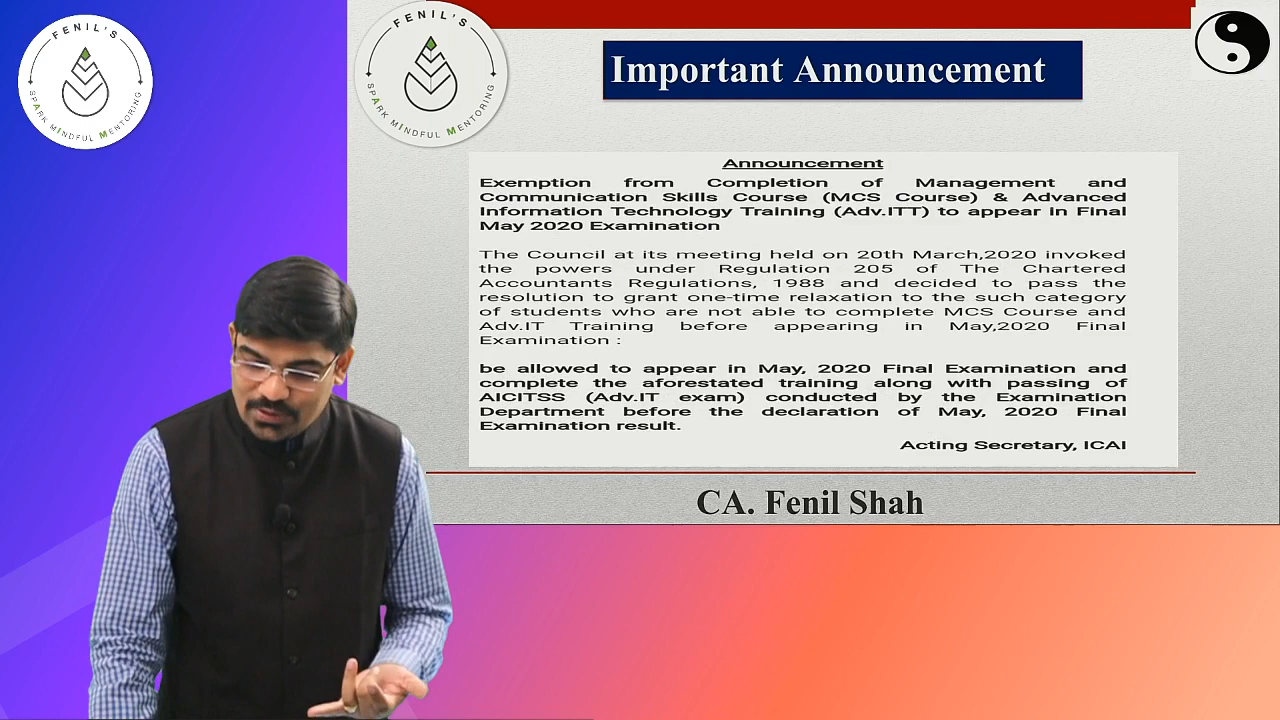 FENIL'S
SPARK MINDFUL MENTORING
FENIL'S
SPARK MINDFUL MENTORING
Important Announcement
Announcement
Exemption from Completion of Management and
Communication Skills Course (MCS Course) & Advanced
Information Technology Training (Adv.ITT) to appear in Final
May 2020 Examination
The Council at its meeting held on 20th March,2020 invoked
the powers under Regulation 205 of The Chartered
Accountants Regulations, 1988 and decided to pass the
resolution to grant one-time relaxation to the such category
of students who are not able to complete MCS Course and
Adv.IT Training before appearing in May,2020 Final
Examination :
be allowed to appear in May, 2020 Final Examination and
complete the aforestated training along with passing of
AICITSS (Adv.IT exam) conducted by the Examination
Department before the declaration of May, 2020 Final
Examination result.
Acting Secretary, ICAI
CA. Fenil Shah